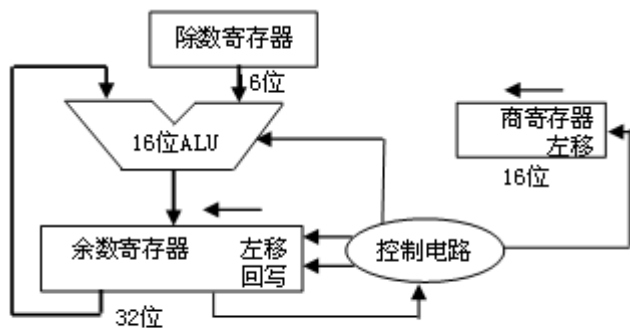 除数寄存器
16位
16位ALU
商寄存器
左移
16位
余数寄存器 左移
回写
控制电路
32位